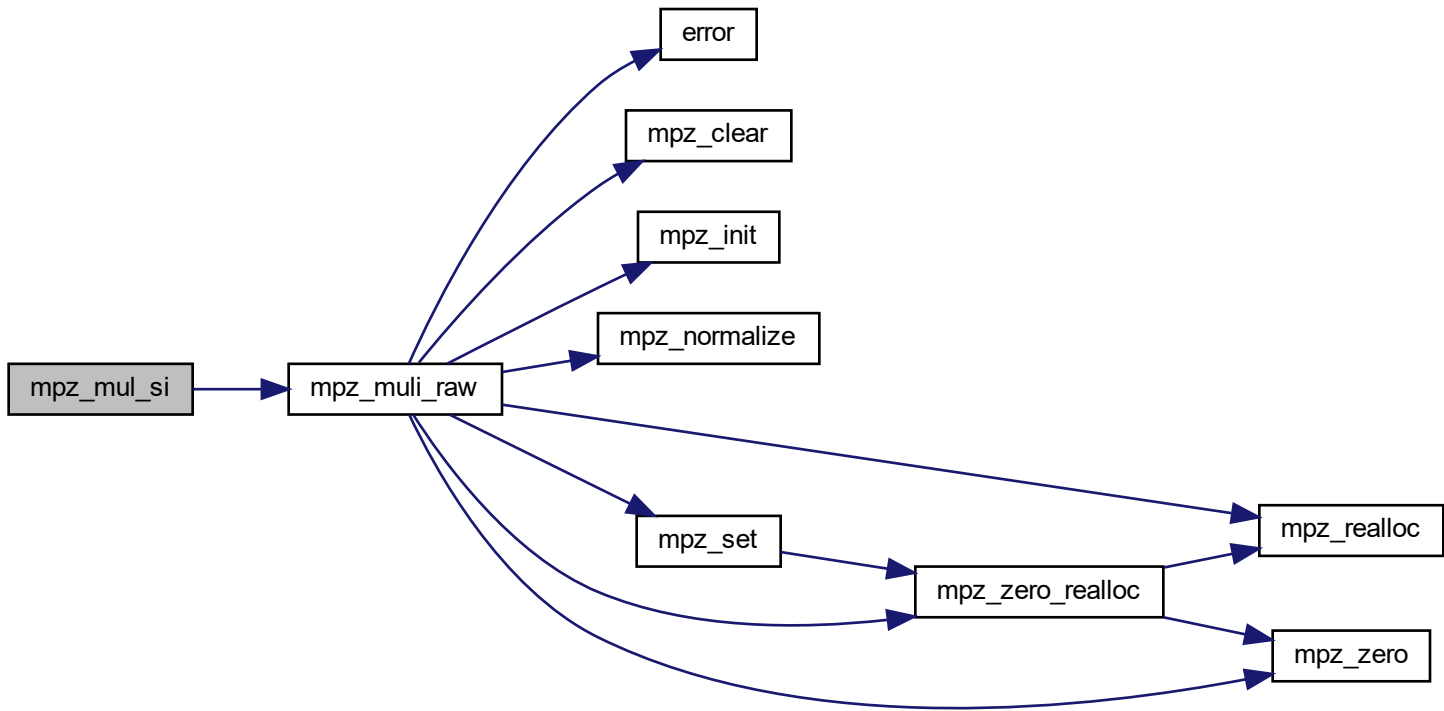 error
mpz_clear
mpz_init
mpz_normalize
mpz_mul_si
mpz_muli_raw
mpz_realloc
mpz_set
mpz_zero_realloc
mpz_zero